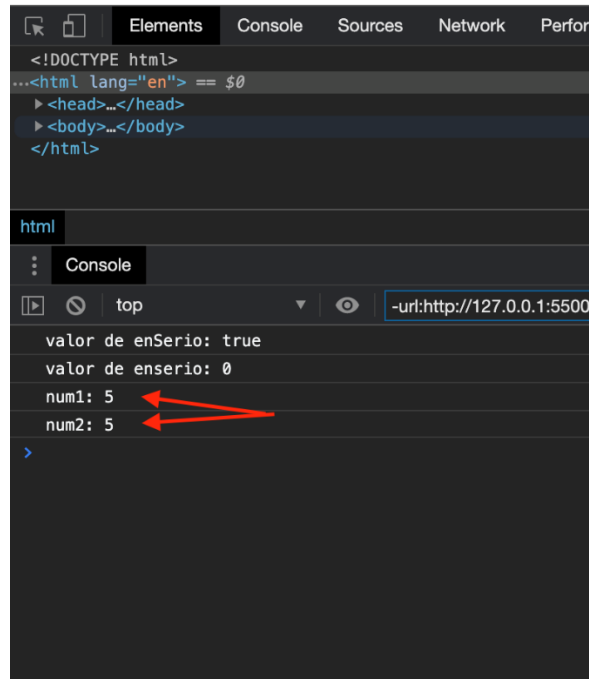 Elements Console Sources Network Perfor
<!DOCTYPE html>
...<html lang="en"> == $0
<head>…</head>
<body>…</body>
</html>
html
Console
top -url:http://127.0.0.1:5500
valor de enSerio: true
valor de enserio: 0
num1: 5
num2: 5
>